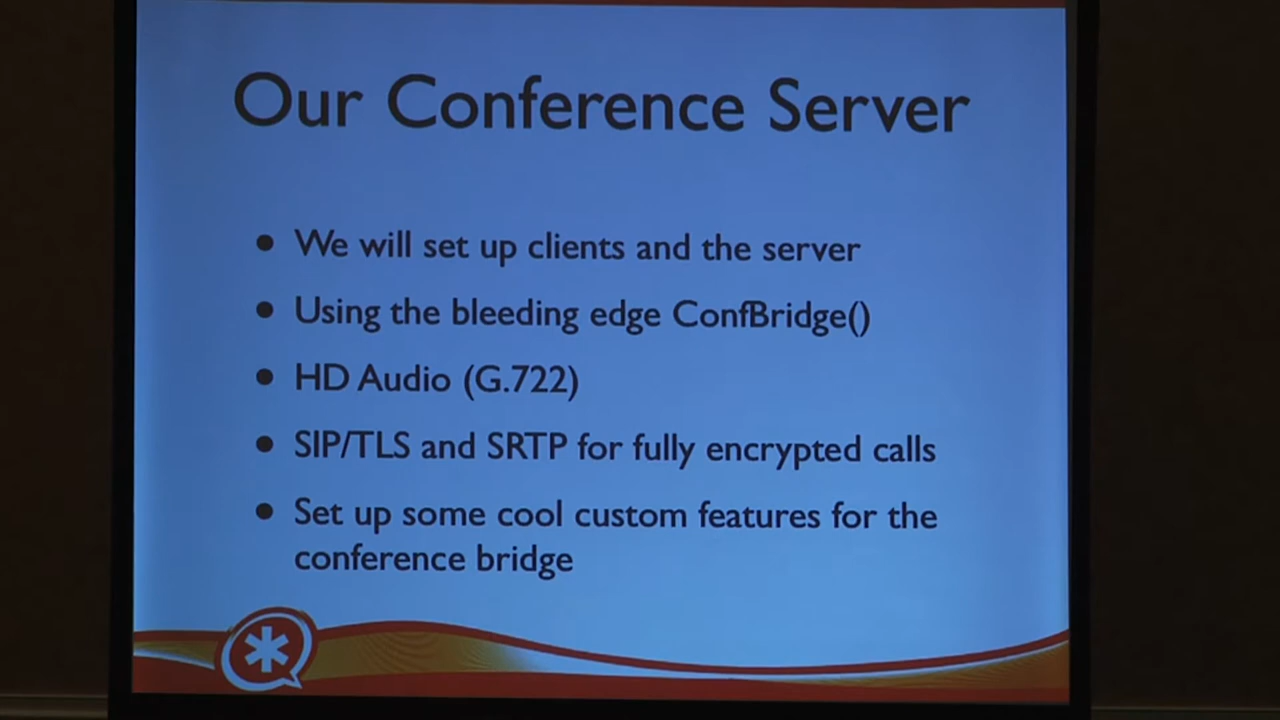 Our Conference Server
• We will set up clients and the server
• Using the bleeding edge ConfBridge()
• HD Audio (G.722)
• SIP/TLS and SRTP for fully encrypted calls
• Set up some cool custom features for the
conference bridge